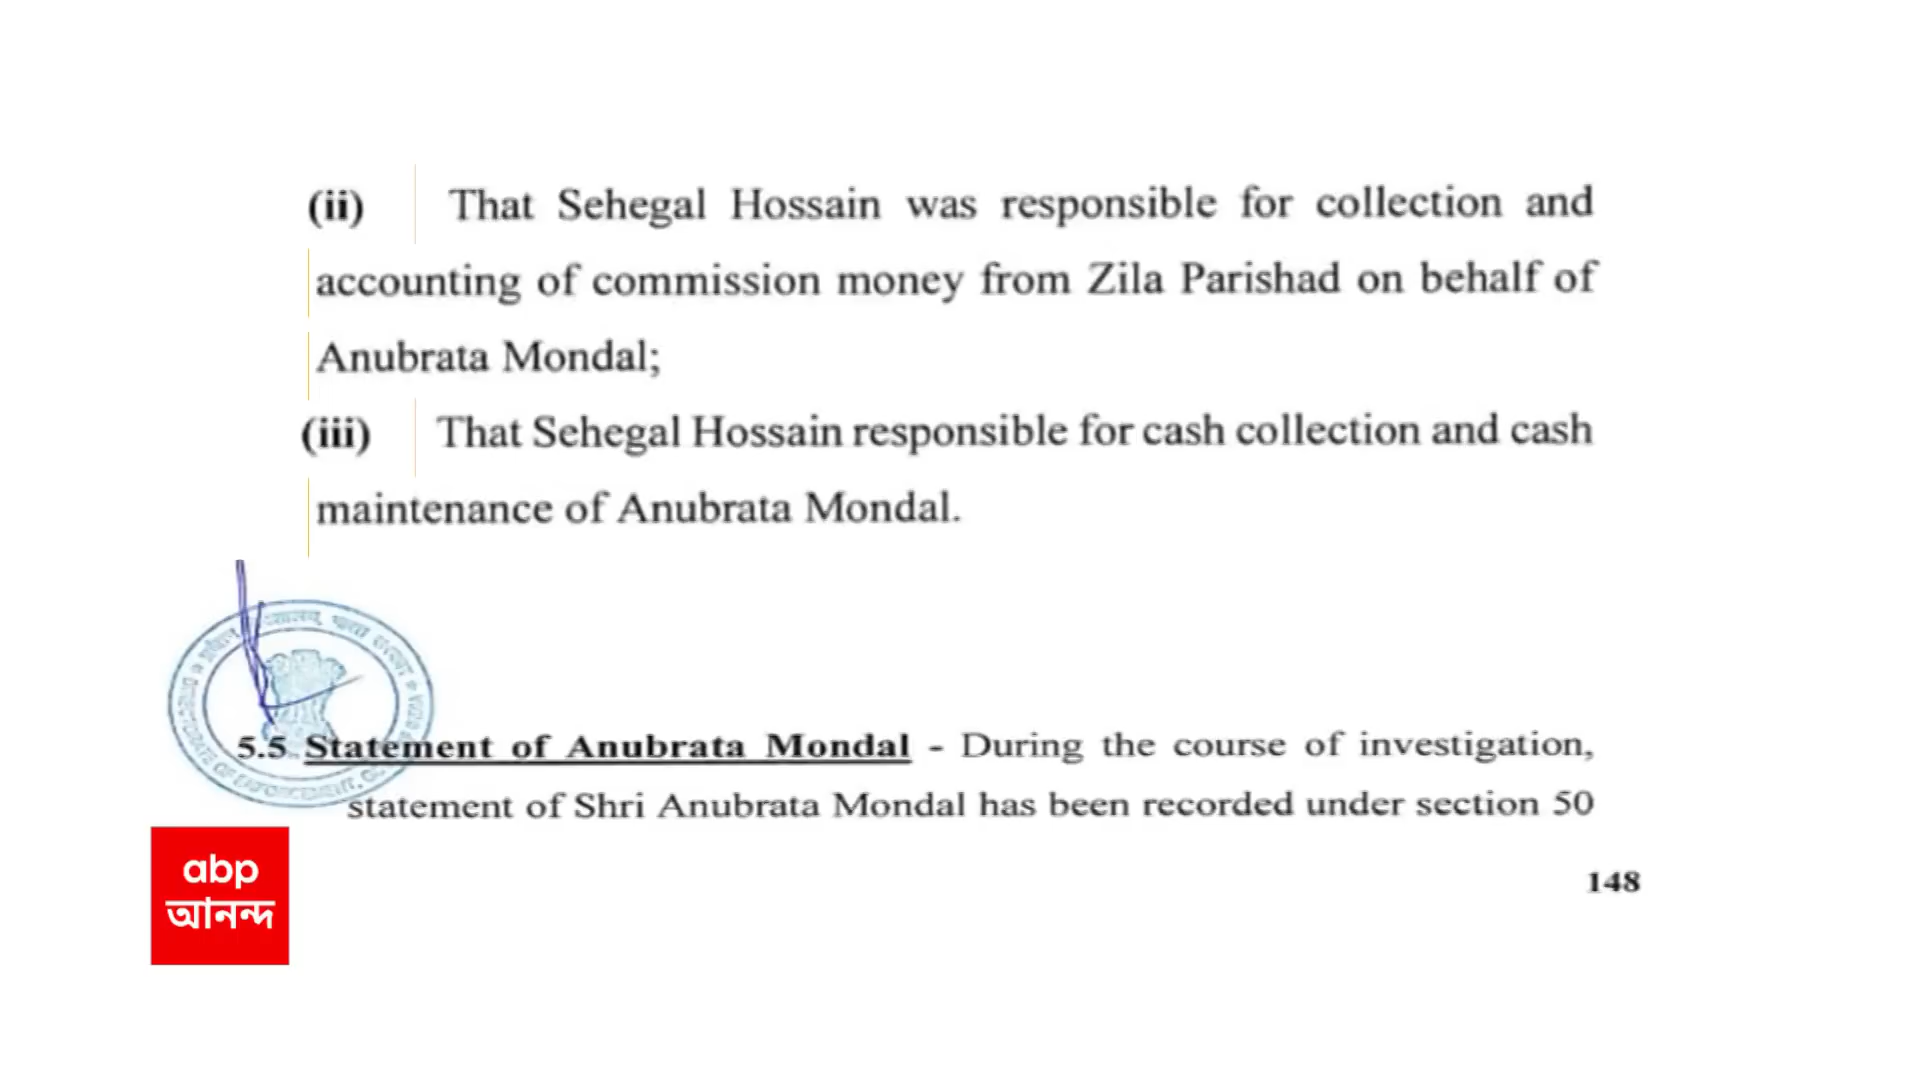 (ii) That Sehegal Hossain was responsible for collection and
accounting of commission money from Zila Parishad on behalf of
Anubrata Mondal;
(iii) That Sehegal Hossain responsible for cash collection and cash
maintenance of Anubrata Mondal.
5.5 Statement of Anubrata Mondal - During the course of investigation,
statement of Shri Anubrata Mondal has been recorded under section 50
148
abp
আনন্দ